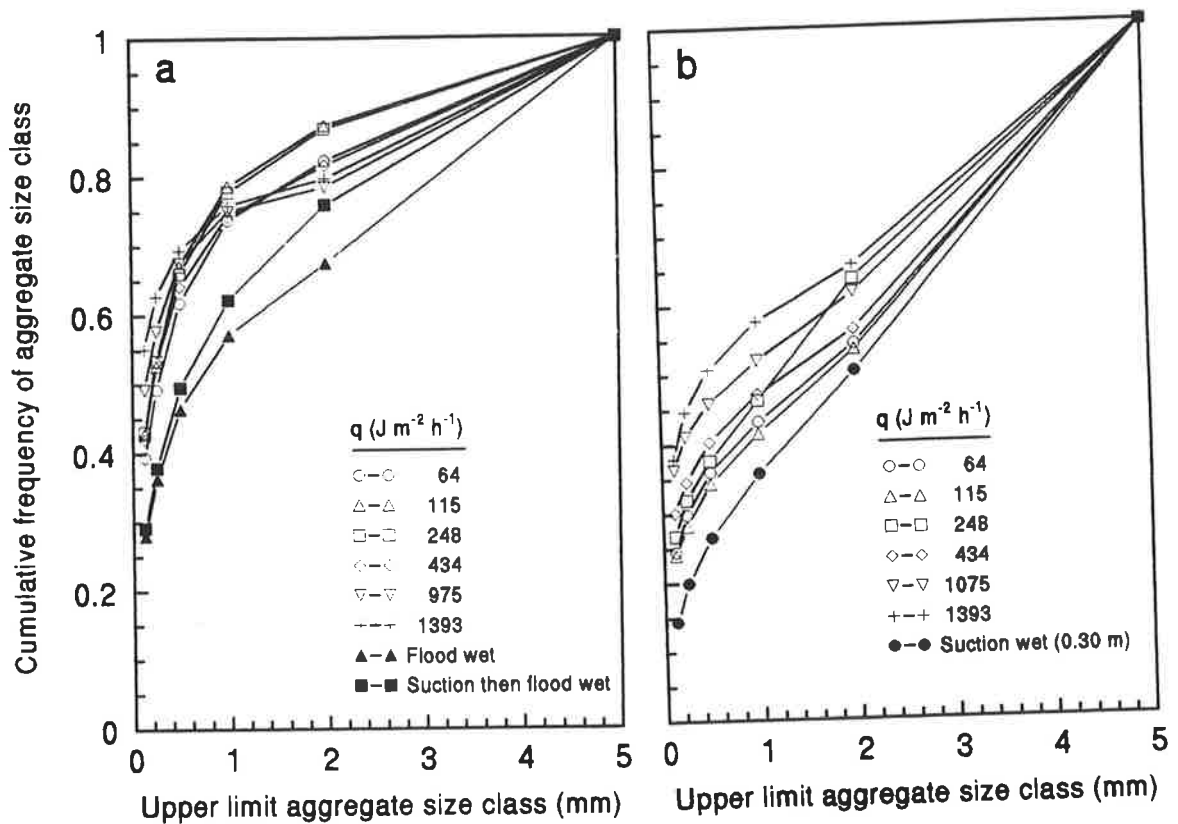 Cumulative frequency of aggregate size class
a
1
0.8
0.6
0.4
0.2
0
q (J m⁻² h⁻¹)
64
115
248
434
975
1393
Flood wet
Suction then flood wet
0 1 2 3 4 5
Upper limit aggregate size class (mm)
b
q (J m⁻² h⁻¹)
64
115
248
434
1075
1393
Suction wet (0.30 m)
0 1 2 3 4 5
Upper limit aggregate size class (mm)